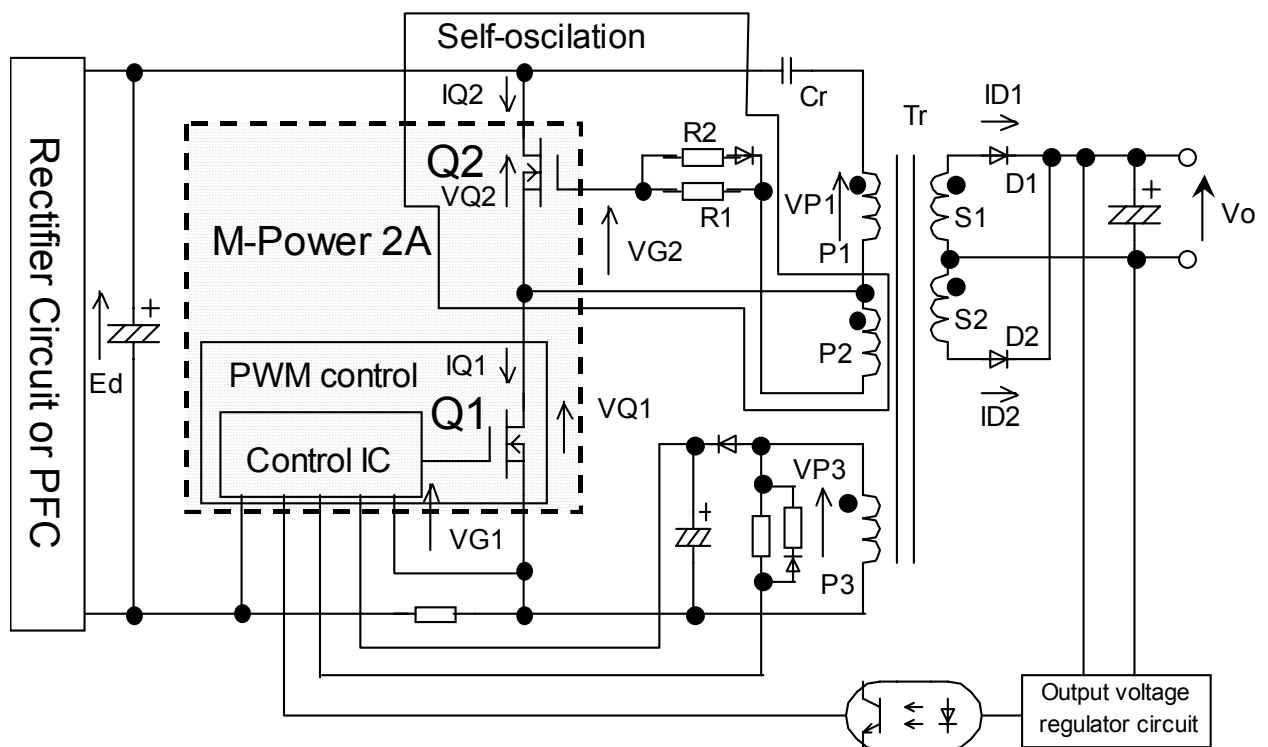 Self-oscilation
Rectifier Circuit or PFC
Ed
+
IQ2
Q2
VQ2
M-Power 2A
PWM control
IQ1
Q1
VQ1
Control IC
VG1
R2
R1
VG2
Cr
VP1
P1
P2
Tr
ID1
D1
S1
S2
D2
ID2
+
Vo
+
VP3
P3
Output voltage
regulator circuit